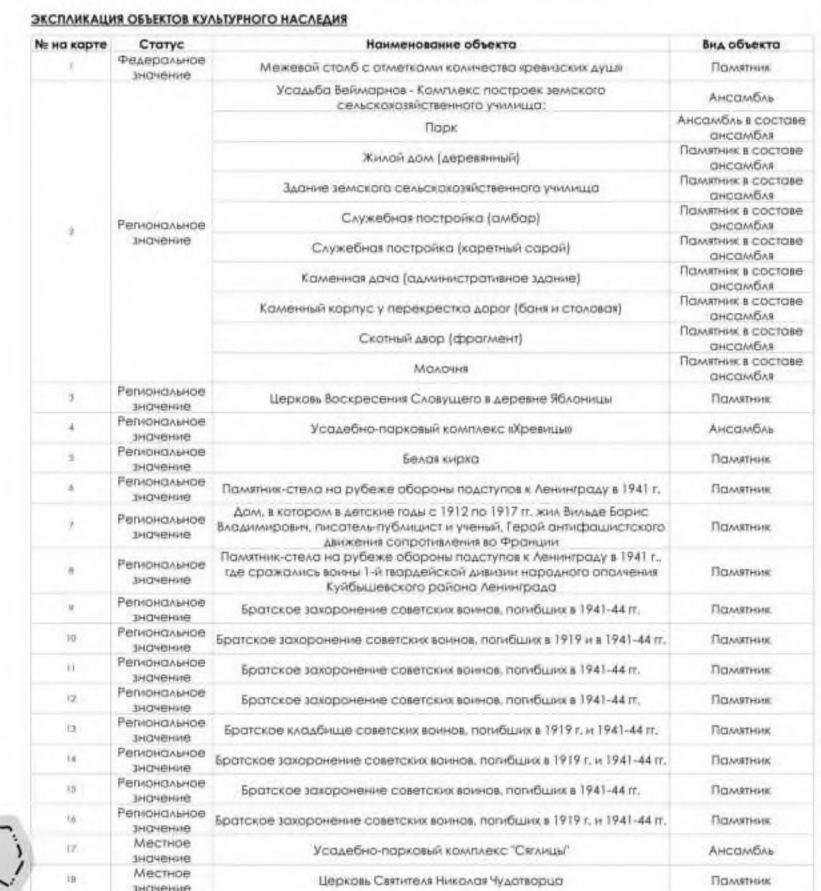 ЭКСПЛИКАЦИЯ ОБЪЕКТОВ КУЛЬТУРНОГО НАСЛЕДИЯ
№ на карте Статус Наименование объекта Вид объекта
1 Федеральное значение Межевой столб с отметками количества «ревизских душ» Памятник
2 Региональное значение Усадьба Веймарнов - Комплекс построек земского сельскохозяйственного училища: Ансамбль
Парк Ансамбль в составе ансамбля
Жилой дом (деревянный) Памятник в составе ансамбля
Здание земского сельскохозяйственного училища Памятник в составе ансамбля
Служебная постройка (амбар) Памятник в составе ансамбля
Служебная постройка (каретный сарай) Памятник в составе ансамбля
Каменная дача (административное здание) Памятник в составе ансамбля
Каменный корпус у перекрестка дорог (баня и столовая) Памятник в составе ансамбля
Скотный двор (фрагмент) Памятник в составе ансамбля
Молочня Памятник в составе ансамбля
3 Региональное значение Церковь Воскресения Словущего в деревне Яблоницы Памятник
4 Региональное значение Усадебно-парковый комплекс «Хревицы» Ансамбль
5 Региональное значение Белая кирха Памятник
6 Региональное значение Памятник-стела на рубеже обороны подступов к Ленинграду в 1941 г. Памятник
7 Региональное значение Дом, в котором в детские годы с 1912 по 1917 гг. жил Вильде Борис Владимирович, писатель-публицист и ученый, Герой антифашистского движения сопротивления во Франции Памятник
8 Региональное значение Памятник-стела на рубеже обороны подступов к Ленинграду в 1941 г., где сражались воины 1-й гвардейской дивизии народного ополчения Куйбышевского района Ленинграда Памятник
9 Региональное значение Братское захоронение советских воинов, погибших в 1941-44 гг. Памятник
10 Региональное значение Братское захоронение советских воинов, погибших в 1919 и в 1941-44 гг. Памятник
11 Региональное значение Братское захоронение советских воинов, погибших в 1941-44 гг. Памятник
12 Региональное значение Братское захоронение советских воинов, погибших в 1941-44 гг. Памятник
13 Региональное значение Братское кладбище советских воинов, погибших в 1919 г. и 1941-44 гг. Памятник
14 Региональное значение Братское захоронение советских воинов, погибших в 1919 г. и 1941-44 гг. Памятник
15 Региональное значение Братское захоронение советских воинов, погибших в 1941-44 гг. Памятник
16 Региональное значение Братское захоронение советских воинов, погибших в 1919 г. и 1941-44 гг. Памятник
17 Местное значение Усадебно-парковый комплекс "Сяглицы" Ансамбль
18 Местное значение Церковь Святителя Николая Чудотворца Памятник